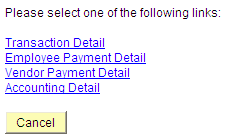 Please select one of the following links:
Transaction Detail
Employee Payment Detail
Vendor Payment Detail
Accounting Detail
Cancel